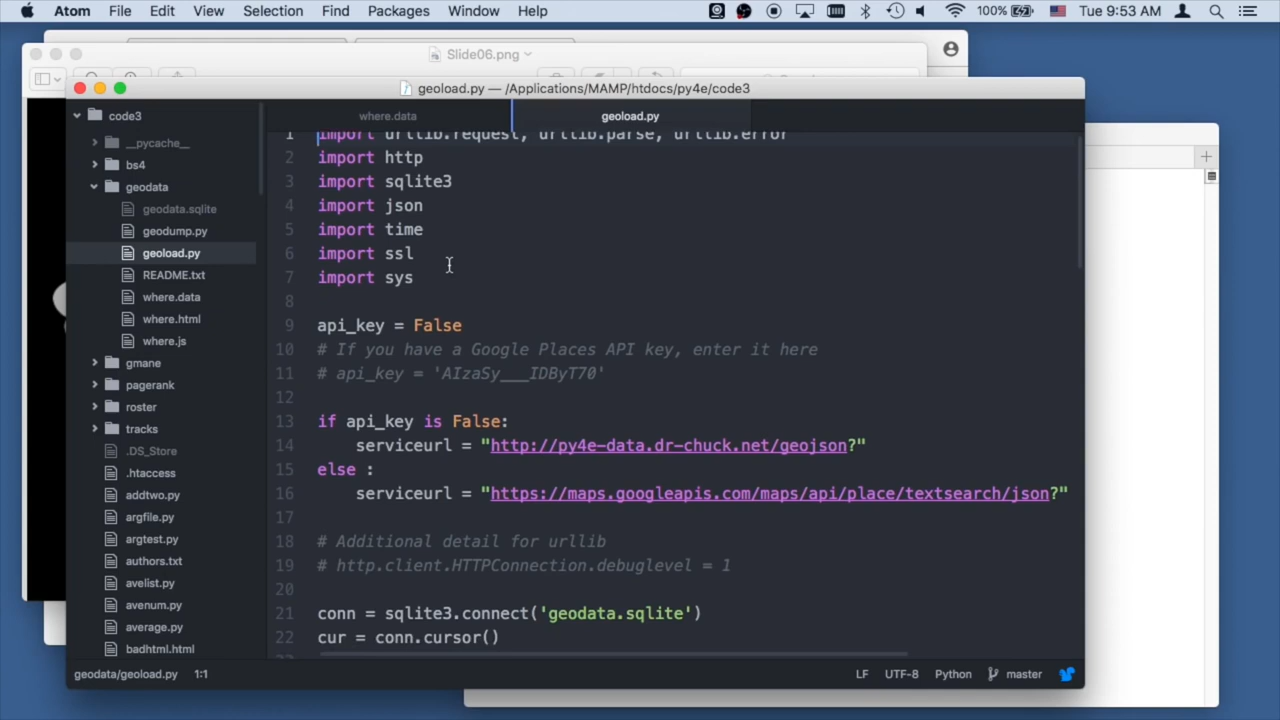 Atom File Edit View Selection Find Packages Window Help 100% Tue 9:53 AM
Slide06.png
geoload.py — /Applications/MAMP/htdocs/py4e/code3
code3
__pycache__
bs4
geodata
geodata.sqlite
geodump.py
geoload.py
README.txt
where.data
where.html
where.js
gmane
pagerank
roster
tracks
.DS_Store
.htaccess
addtwo.py
argfile.py
argtest.py
authors.txt
avelist.py
avenum.py
average.py
badhtml.html
where.data geoload.py
1 import urllib.request, urllib.parse, urllib.error
2 import http
3 import sqlite3
4 import json
5 import time
6 import ssl
7 import sys
8
9 api_key = False
10 # If you have a Google Places API key, enter it here
11 # api_key = 'AIzaSy___IDByT70'
12
13 if api_key is False:
14 serviceurl = "http://py4e-data.dr-chuck.net/geojson?"
15 else :
16 serviceurl = "https://maps.googleapis.com/maps/api/place/textsearch/json?"
17
18 # Additional detail for urllib
19 # http.client.HTTPConnection.debuglevel = 1
20
21 conn = sqlite3.connect('geodata.sqlite')
22 cur = conn.cursor()
geodata/geoload.py 1:1 LF UTF-8 Python master